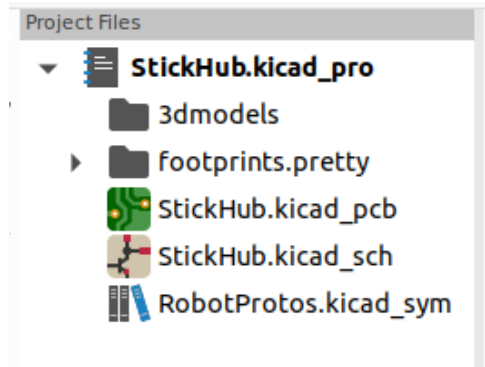 Project Files
StickHub.kicad_pro
3dmodels
footprints.pretty
StickHub.kicad_pcb
StickHub.kicad_sch
RobotProtos.kicad_sym